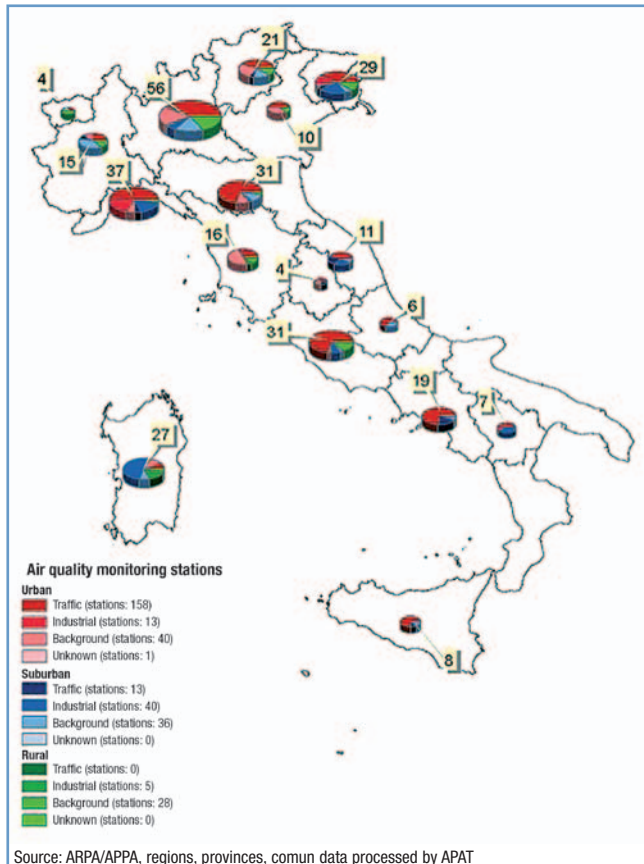 21
29
4
56
10
15
37
31
16
11
4
6
31
19
7
27
8
Air quality monitoring stations
Urban
Traffic (stations: 158)
Industrial (stations: 13)
Background (stations: 40)
Unknown (stations: 1)
Suburban
Traffic (stations: 13)
Industrial (stations: 40)
Background (stations: 36)
Unknown (stations: 0)
Rural
Traffic (stations: 0)
Industrial (stations: 5)
Background (stations: 28)
Unknown (stations: 0)
Source: ARPA/APPA, regions, provinces, comun data processed by APAT